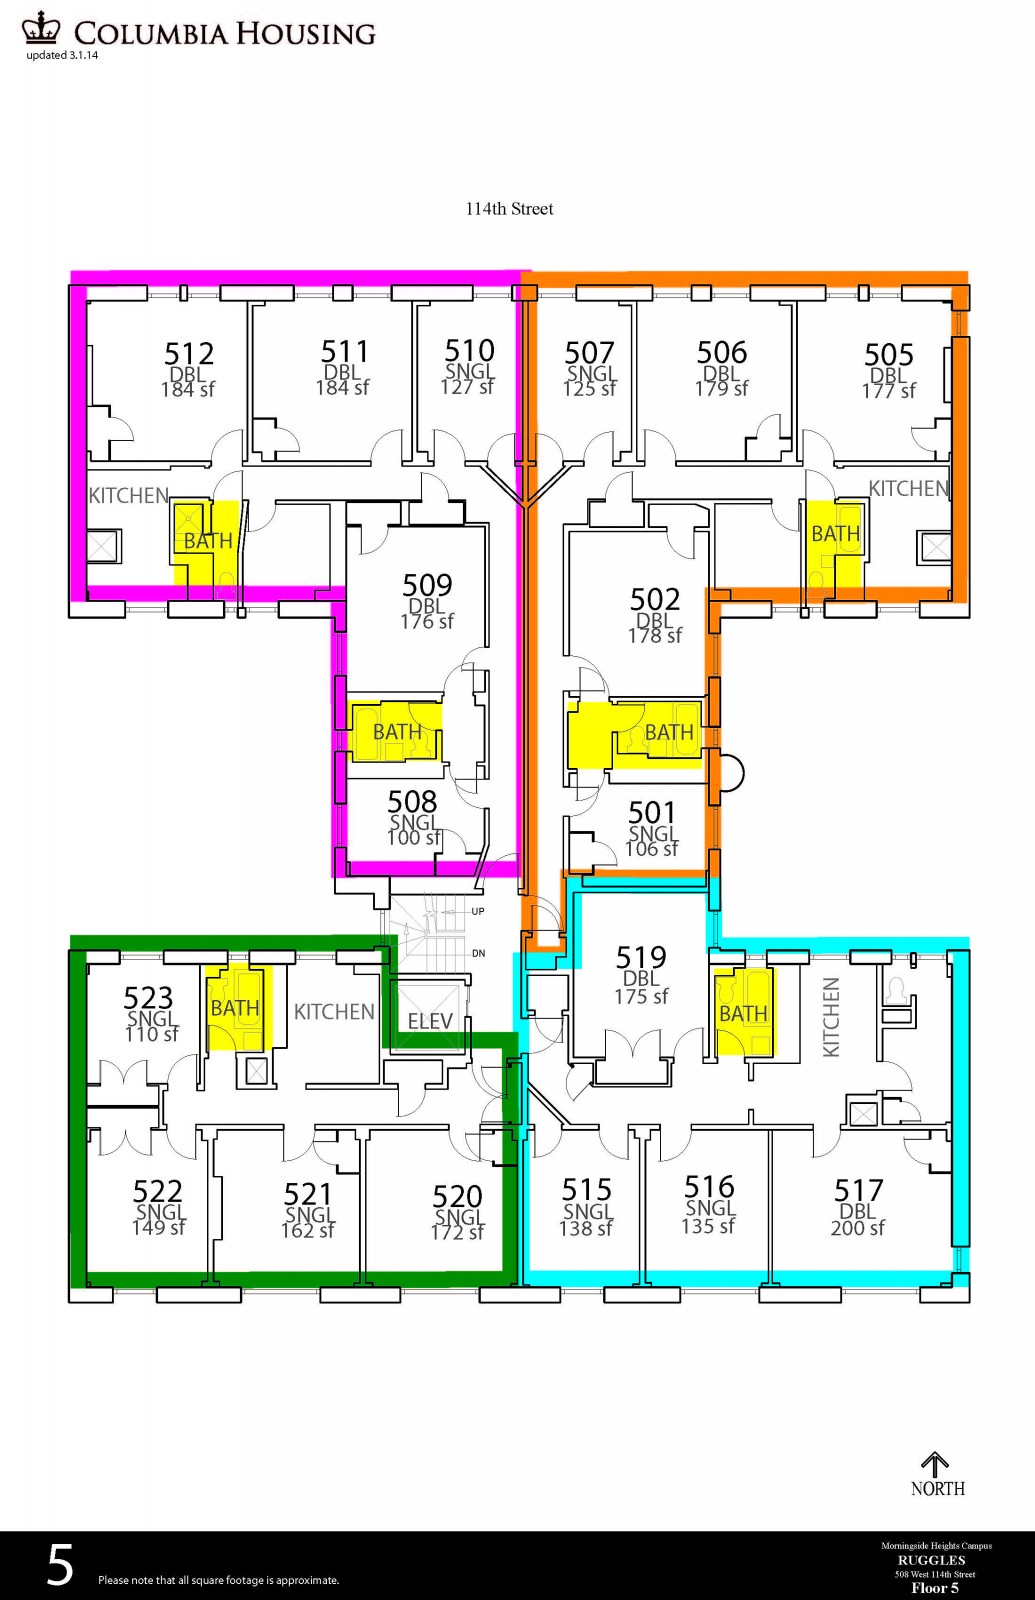 COLUMBIA HOUSING
updated 3.1.14
114th Street
512
DBL
184 sf
511
DBL
184 sf
510
SNGL
127 sf
507
SNGL
125 sf
506
DBL
179 sf
505
DBL
177 sf
KITCHEN
BATH
BATH
KITCHEN
509
DBL
176 sf
502
DBL
178 sf
BATH
BATH
508
SNGL
100 sf
501
SNGL
106 sf
UP
DN
523
SNGL
110 sf
BATH
KITCHEN
ELEV
519
DBL
175 sf
BATH
KITCHEN
522
SNGL
149 sf
521
SNGL
162 sf
520
SNGL
172 sf
515
SNGL
138 sf
516
SNGL
135 sf
517
DBL
200 sf
NORTH
5
Please note that all square footage is approximate.
Morningside Heights Campus
RUGGLES
508 West 114th Street
Floor 5